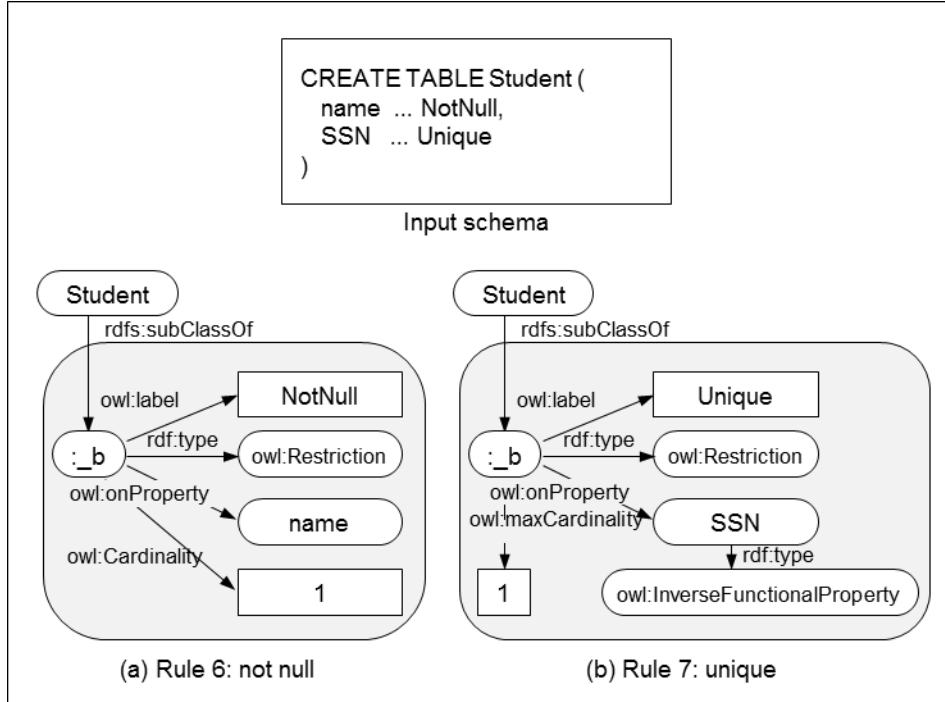 CREATE TABLE Student (
name ... NotNull,
SSN ... Unique
)
Input schema
Student
rdfs:subClassOf
owl:label
NotNull
:_b
rdf:type
owl:Restriction
owl:onProperty
name
owl:Cardinality
1
(a) Rule 6: not null
Student
rdfs:subClassOf
owl:label
Unique
:_b
rdf:type
owl:Restriction
owl:onProperty
owl:maxCardinality
SSN
rdf:type
1
owl:InverseFunctionalProperty
(b) Rule 7: unique